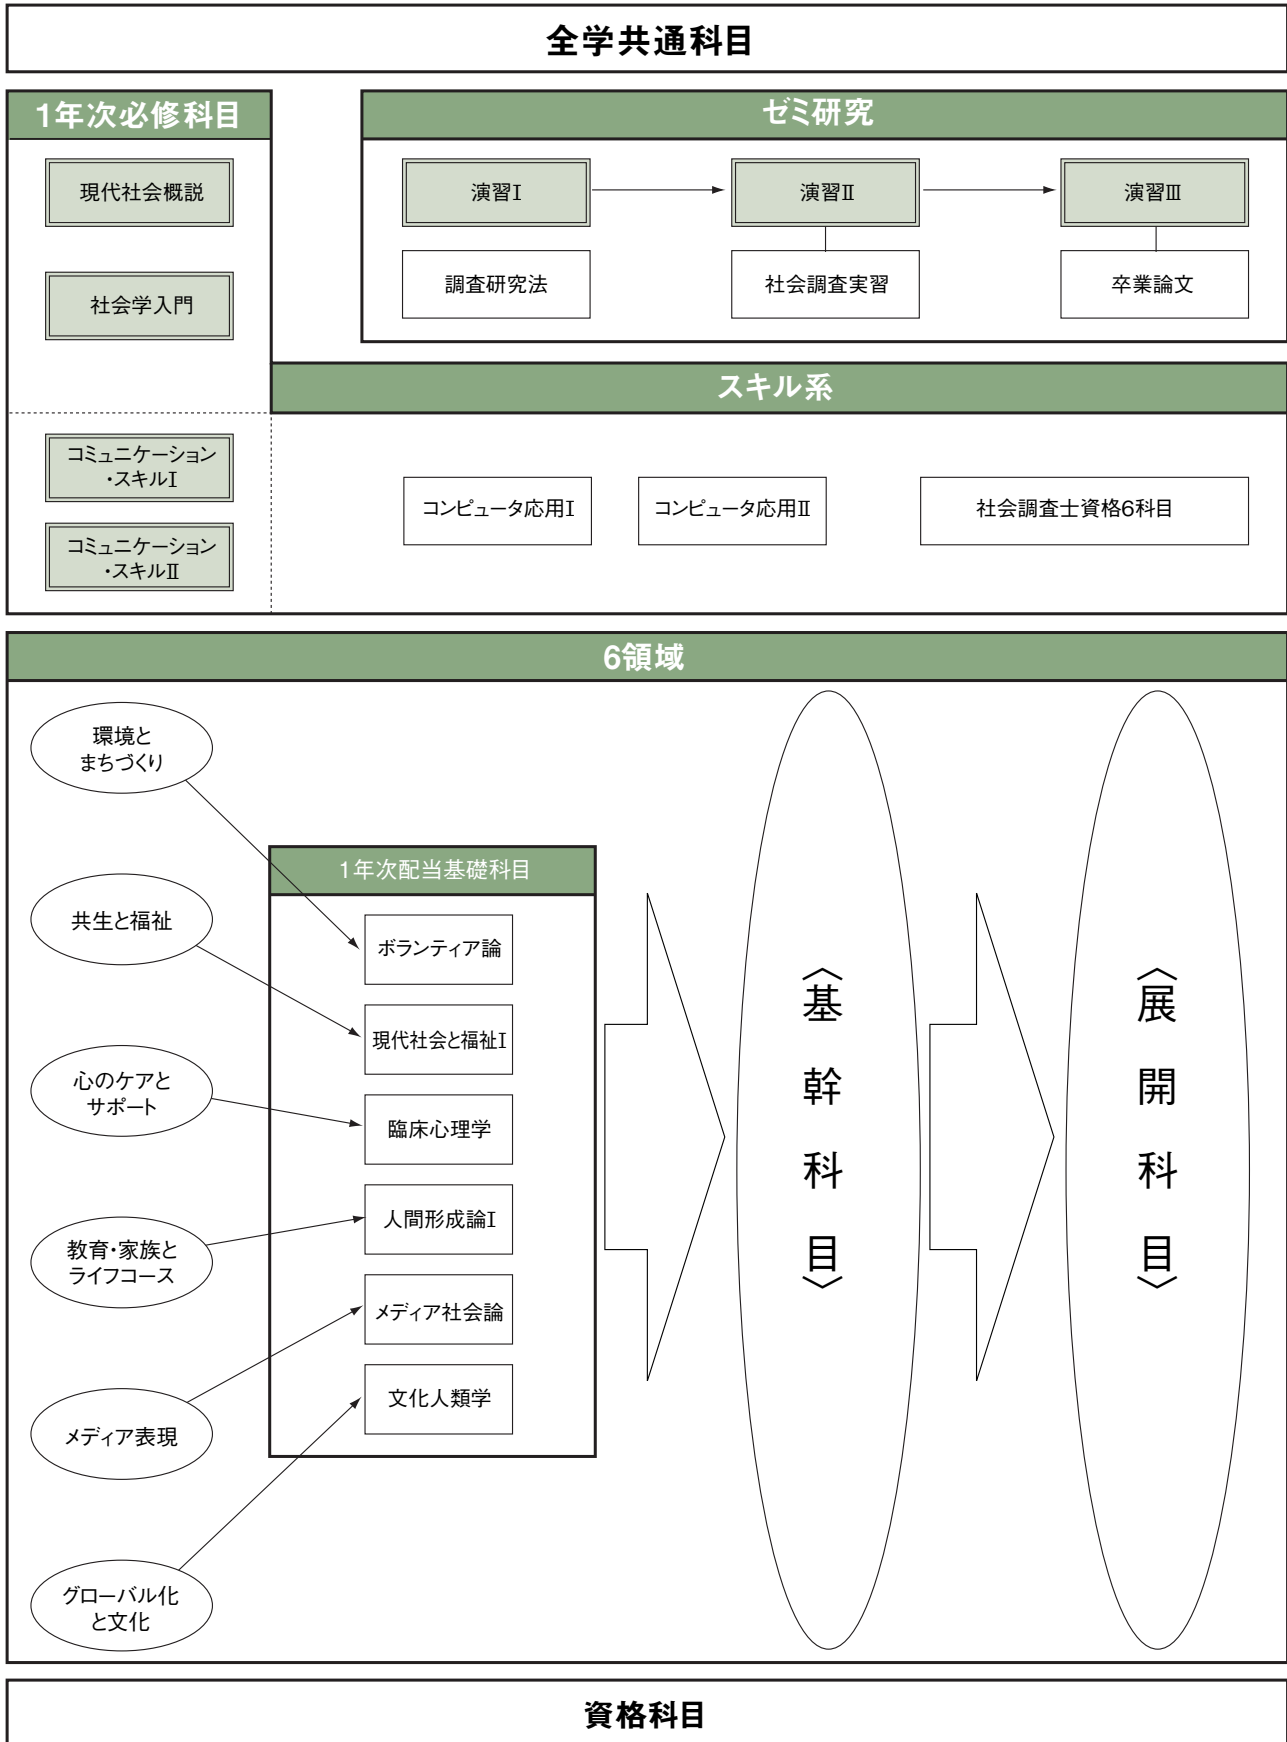 全学共通科目
1年次必修科目
現代社会概説
社会学入門
ゼミ研究
演習Ⅰ
演習Ⅱ
演習Ⅲ
調査研究法
社会調査実習
卒業論文
スキル系
コミュニケーション
・スキルⅠ
コミュニケーション
・スキルⅡ
コンピュータ応用Ⅰ
コンピュータ応用Ⅱ
社会調査士資格6科目
6領域
環境と
まちづくり
共生と福祉
心のケアと
サポート
教育・家族と
ライフコース
メディア表現
グローバル化
と文化
1年次配当基礎科目
ボランティア論
現代社会と福祉Ⅰ
臨床心理学
人間形成論Ⅰ
メディア社会論
文化人類学
〈基幹科目〉
〈展開科目〉
資格科目